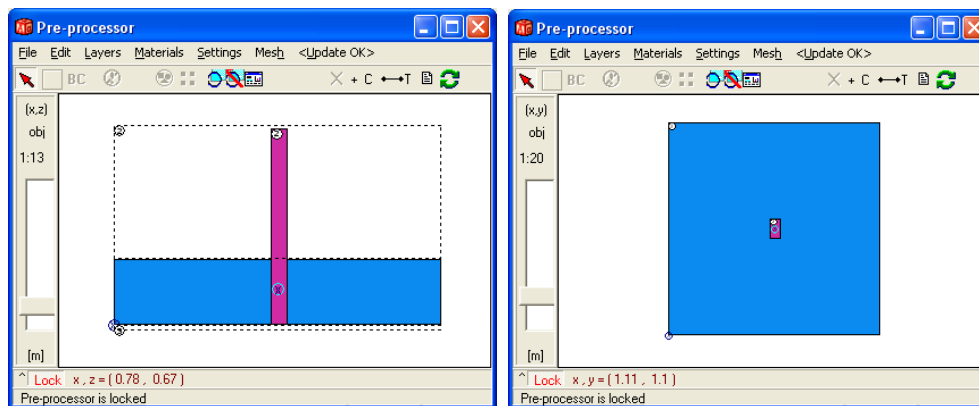 Pre-processor
File Edit Layers Materials Settings Mesh <Update OK>
BC + C T
(x,z)
obj
1:13
2
2
x
[m]
^ Lock x , z = ( 0.78 , 0.67 )
Pre-processor is locked
Pre-processor
File Edit Layers Materials Settings Mesh <Update OK>
BC + C T
(x,y)
obj
1:20
[m]
^ Lock x , y = ( 1.11 , 1.1 )
Pre-processor is locked